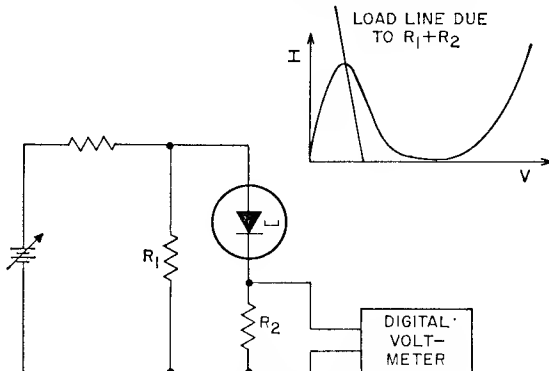 LOAD LINE DUE
TO R1+R2
I
V
R1
R2
DIGITAL
VOLT-
METER